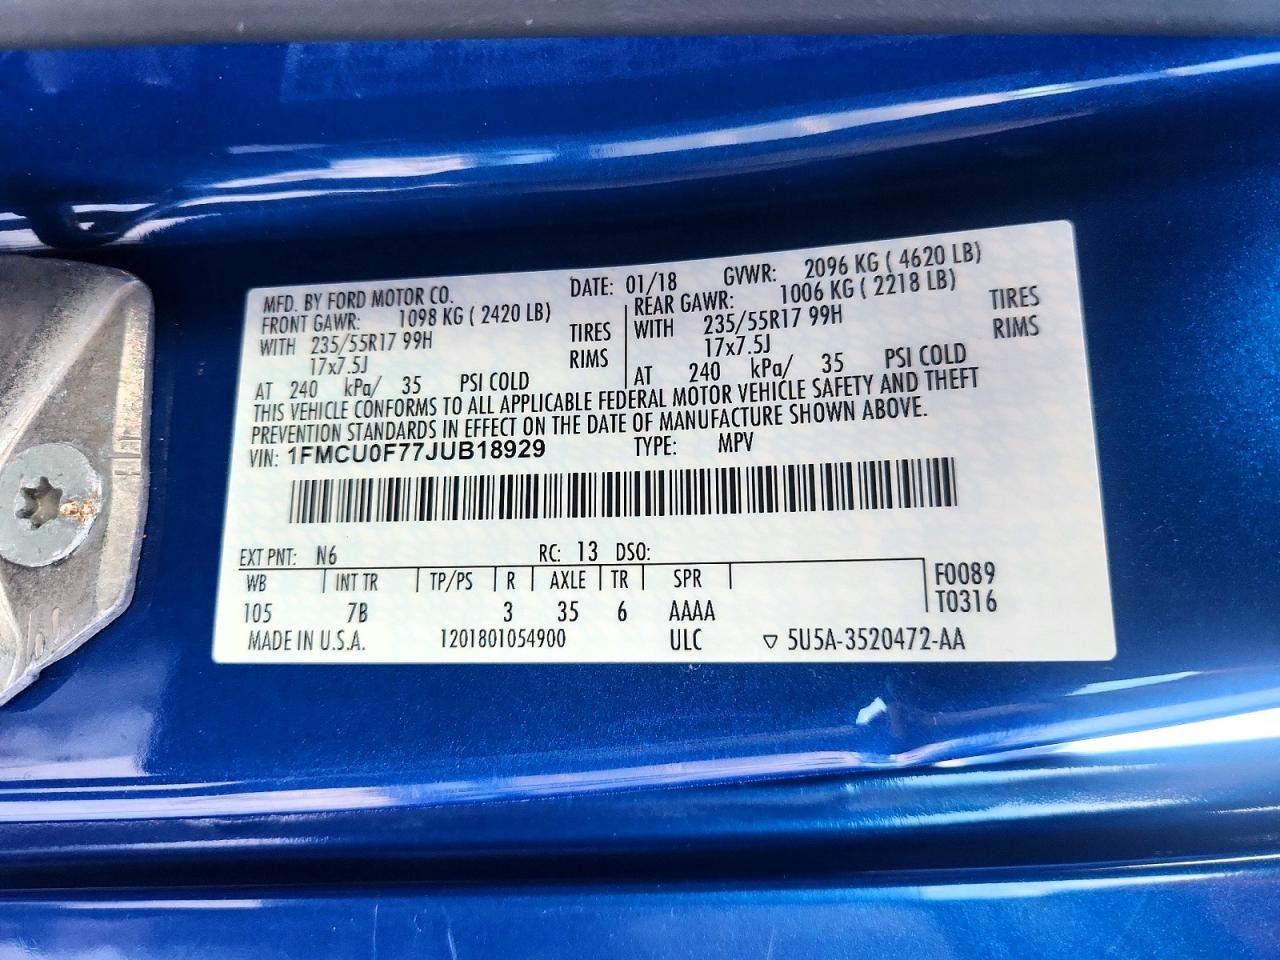 MFD. BY FORD MOTOR CO. DATE: 01/18 GVWR: 2096 KG ( 4620 LB)
FRONT GAWR: 1098 KG ( 2420 LB) REAR GAWR: 1006 KG ( 2218 LB)
WITH 235/55R17 99H TIRES WITH 235/55R17 99H TIRES
17x7.5J RIMS 17x7.5J RIMS
AT 240 kPa/ 35 PSI COLD AT 240 kPa/ 35 PSI COLD
THIS VEHICLE CONFORMS TO ALL APPLICABLE FEDERAL MOTOR VEHICLE SAFETY AND THEFT
PREVENTION STANDARDS IN EFFECT ON THE DATE OF MANUFACTURE SHOWN ABOVE.
VIN: 1FMCU0F77JUB18929 TYPE: MPV
EXT PNT: N6 RC: 13 DSO:
WB INT TR TP/PS R AXLE TR SPR F0089
105 7B 3 35 6 AAAA T0316
MADE IN U.S.A. 1201801054900 ULC ▽ 5U5A-3520472-AA